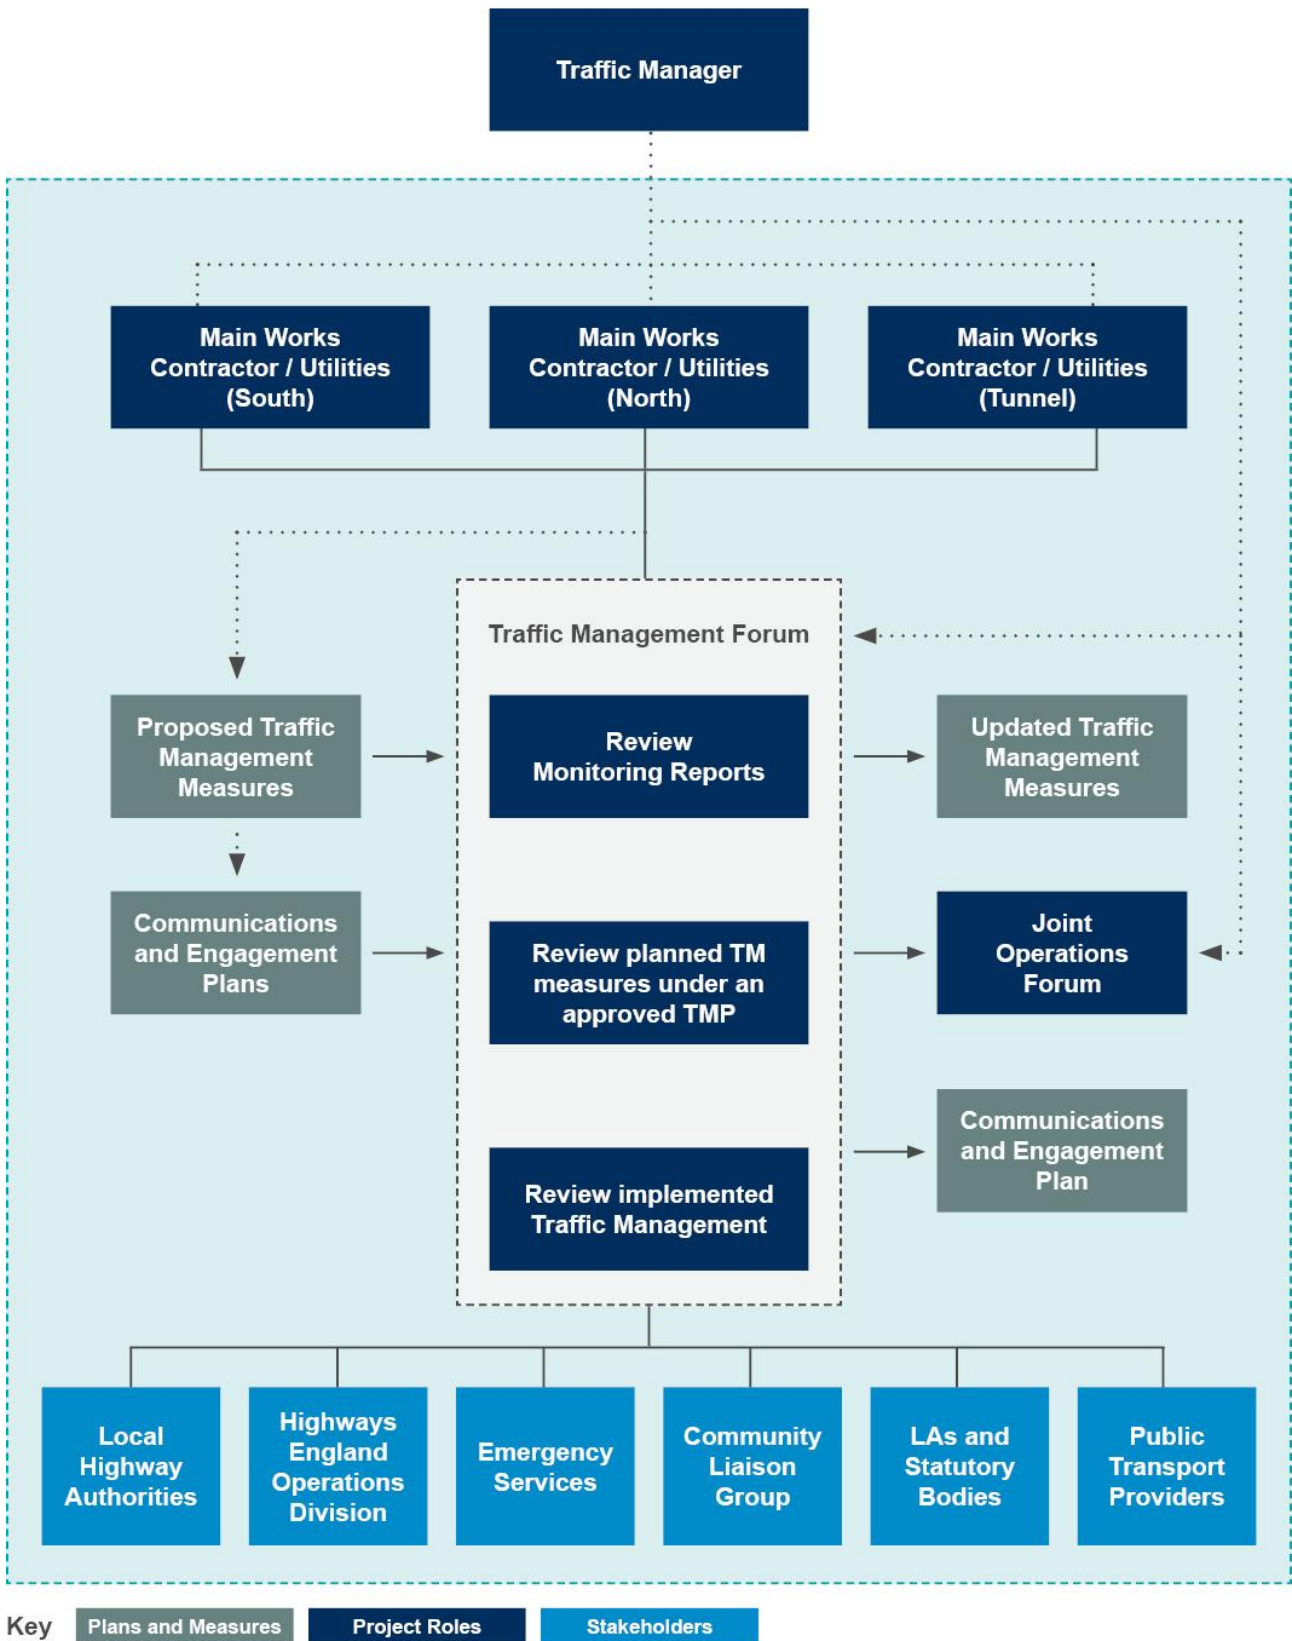 Traffic Manager
Main Works
Contractor / Utilities
(South)
Main Works
Contractor / Utilities
(North)
Main Works
Contractor / Utilities
(Tunnel)
Traffic Management Forum
Proposed Traffic
Management
Measures
Review
Monitoring Reports
Updated Traffic
Management
Measures
Communications
and Engagement
Plans
Review planned TM
measures under an
approved TMP
Joint
Operations
Forum
Communications
and Engagement
Plan
Review implemented
Traffic Management
Local
Highway
Authorities
Highways
England
Operations
Division
Emergency
Services
Community
Liaison
Group
LAs and
Statutory
Bodies
Public
Transport
Providers
Key
Plans and Measures
Project Roles
Stakeholders